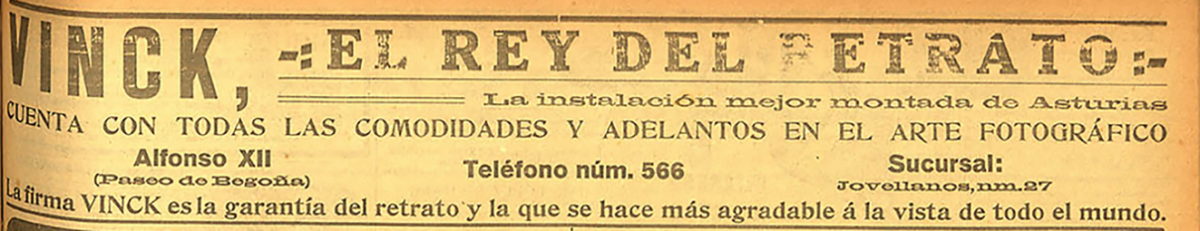 VINCK, -:EL REY DEL RETRATO:-
La instalación mejor montada de Asturias
CUENTA CON TODAS LAS COMODIDADES Y ADELANTOS EN EL ARTE FOTOGRÁFICO
Alfonso XII
(Paseo de Begoña)
Teléfono núm. 566
Sucursal:
Jovellanos, nm. 27
La firma VINCK es la garantía del retrato y la que se hace más agradable á la vista de todo el mundo.